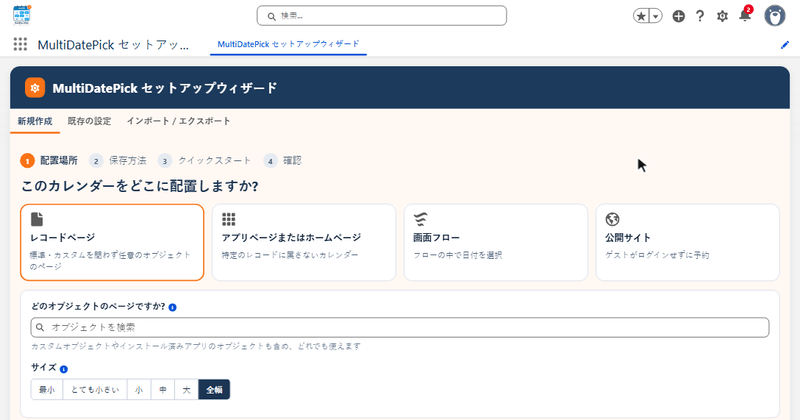 検索...
2
MultiDatePick セットアッ...
MultiDatePick セットアップウィザード
MultiDatePick セットアップウィザード
新規作成
既存の設定
インポート / エクスポート
1 配置場所
2 保存方法
3 クイックスタート
4 確認
このカレンダーをどこに配置しますか?
レコードページ
標準・カスタムを問わず任意のオブジェクト
のページ
アプリページまたはホームページ
特定のレコードに属さないカレンダー
画面フロー
フローの中で日付を選択
公開サイト
ゲストがログインせずに予約
どのオブジェクトのページですか?
オブジェクトを検索
カスタムオブジェクトやインストール済みアプリのオブジェクトも含め、どれでも使えます
サイズ
最小
とても小さい
小
中
大
全幅